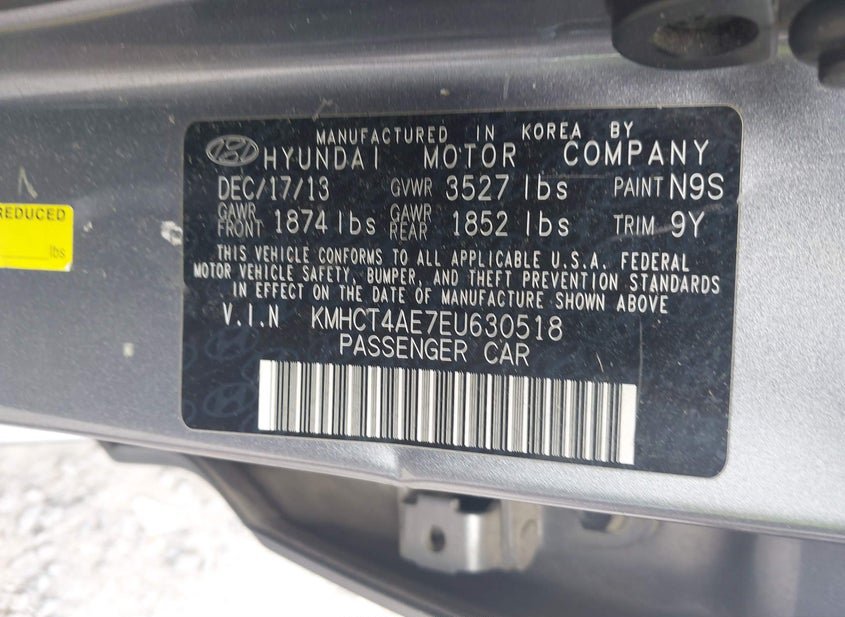 MANUFACTURED IN KOREA BY
HYUNDAI MOTOR COMPANY
DEC/17/13 GVWR 3527 lbs PAINT N9S
GAWR FRONT 1874 lbs GAWR REAR 1852 lbs TRIM 9Y
THIS VEHICLE CONFORMS TO ALL APPLICABLE U.S.A. FEDERAL
MOTOR VEHICLE SAFETY, BUMPER, AND THEFT PREVENTION STANDARDS
IN EFFECT ON THE DATE OF MANUFACTURE SHOWN ABOVE
V.I.N KMHCT4AE7EU630518
PASSENGER CAR
REDUCED
lbs